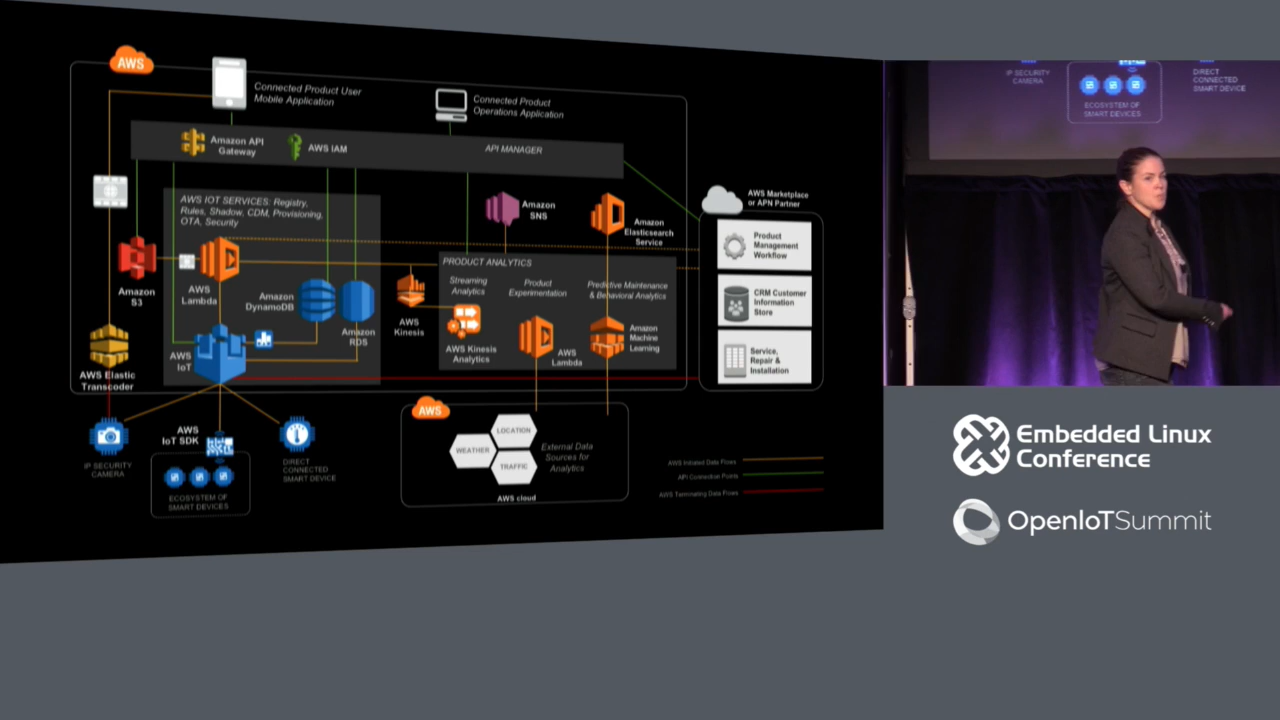 AWS
Connected Product User
Mobile Application
Connected Product
Operations Application
Amazon API
Gateway
AWS IAM
API MANAGER
AWS IOT SERVICES: Registry,
Rules, Shadow, CDM, Provisioning,
OTA, Security
Amazon
SNS
Amazon
Elasticsearch
Service
AWS Marketplace
or APN Partner
Product
Management
Workflow
CRM Customer
Information
Store
Service,
Repair &
Installation
Amazon
S3
AWS
Lambda
Amazon
DynamoDB
Amazon
RDS
AWS
Kinesis
PRODUCT ANALYTICS
Streaming
Analytics
Product
Experimentation
Predictive Maintenance
& Behavioral Analytics
AWS Kinesis
Analytics
AWS
Lambda
Amazon
Machine
Learning
AWS Elastic
Transcoder
AWS
IoT
AWS
IoT SDK
IP SECURITY
CAMERA
ECOSYSTEM OF
SMART DEVICES
DIRECT
CONNECTED
SMART DEVICE
AWS
LOCATION
WEATHER
TRAFFIC
External Data
Sources for
Analytics
AWS cloud
AWS Initiated Data Flows
API Connection Points
AWS Terminating Data Flows
IP SECURITY
CAMERA
ECOSYSTEM OF
SMART DEVICES
DIRECT
CONNECTED
SMART DEVICE
Embedded Linux
Conference
OpenIoTSummit